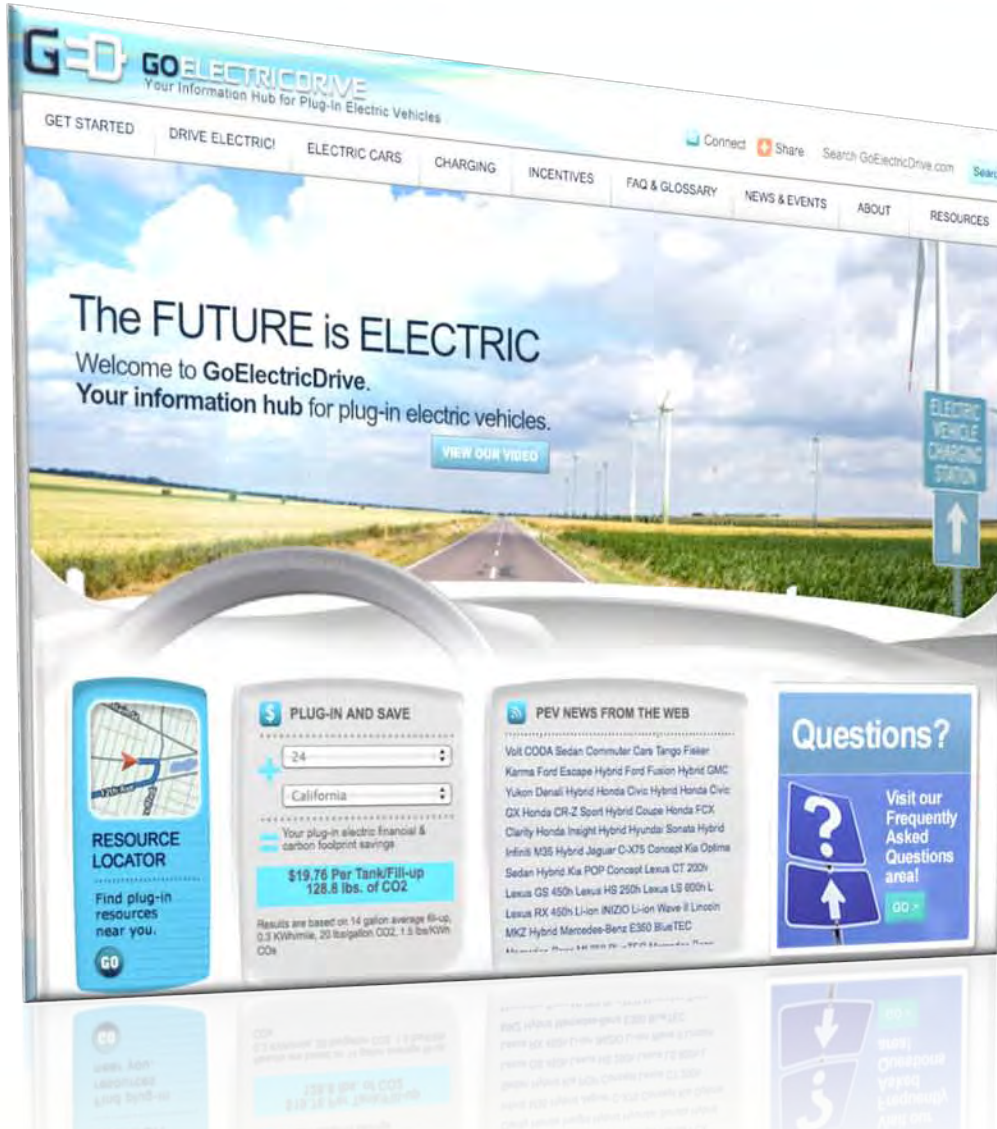 GOELECTRICDRIVE
Your Information Hub for Plug-In Electric Vehicles
Connect
Share
Search GoElectricDrive.com
GET STARTED
DRIVE ELECTRIC!
ELECTRIC CARS
CHARGING
INCENTIVES
FAQ & GLOSSARY
NEWS & EVENTS
ABOUT
RESOURCES
The FUTURE is ELECTRIC
Welcome to GoElectricDrive.
Your information hub for plug-in electric vehicles.
VIEW OUR VIDEO
ELECTRIC
VEHICLE
CHARGING
STATION
RESOURCE
LOCATOR
Find plug-in
resources
near you.
GO
$ PLUG-IN AND SAVE
24
California
Your plug-in electric financial &
carbon footprint savings
$19.76 Per Tank/Fill-up
128.8 lbs. of CO2
Results are based on 14 gallon average fill-up,
0.3 KWh/mile, 20 lbs/gallon CO2, 1.5 lbs/KWh
COs
PEV NEWS FROM THE WEB
Volt CODA Sedan Commuter Cars Tango Fisker
Karma Ford Escape Hybrid Ford Fusion Hybrid GMC
Yukon Denali Hybrid Honda Civic Hybrid Honda Civic
GX Honda CR-Z Sport Hybrid Coupe Honda FCX
Clarity Honda Insight Hybrid Hyundai Sonata Hybrid
Infiniti M35 Hybrid Jaguar C-X75 Concept Kia Optima
Sedan Hybrid Kia POP Concept Lexus CT 200h
Lexus GS 450h Lexus HS 250h Lexus LS 600h L
Lexus RX 450h Li-ion INIZIO Li-ion Wave II Lincoln
MKZ Hybrid Mercedes-Benz E350 BlueTEC
Questions?
Visit our
Frequently
Asked
Questions
area!
GO >